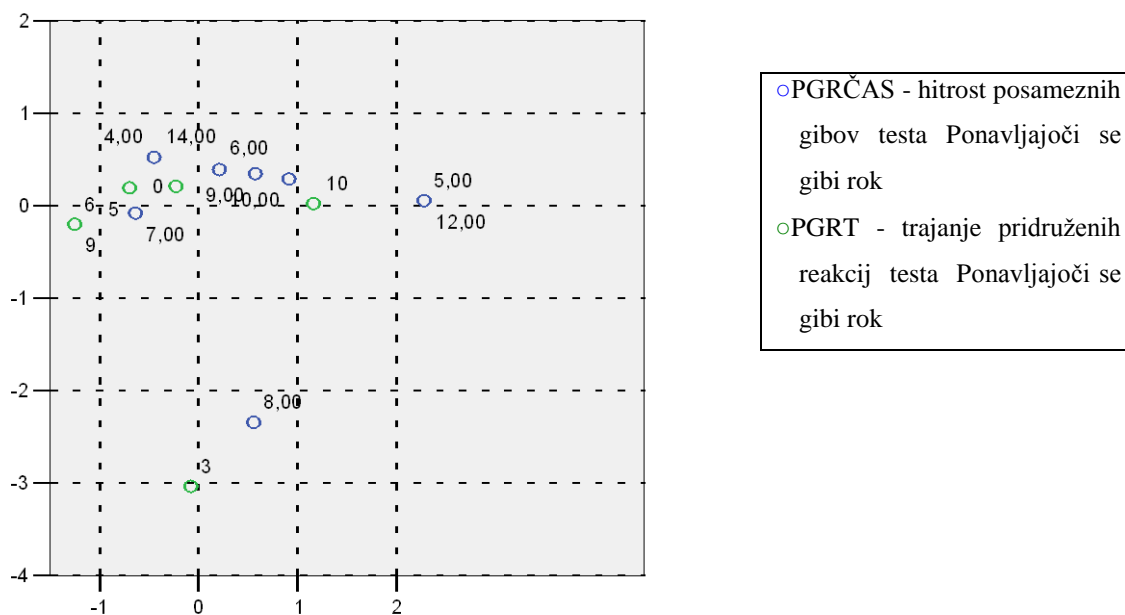 2
1
0
-1
-2
-3
-4
4,00 14,00 6,00
0 9,00 10,00 10 5,00
6 5 7,00 12,00
9
8,00
3
-1 0 1 2
○PGRČAS - hitrost posameznih
gibov testa Ponavljajoči se
gibi rok
○PGRT - trajanje pridruženih
reakcij testa Ponavljajoči se
gibi rok